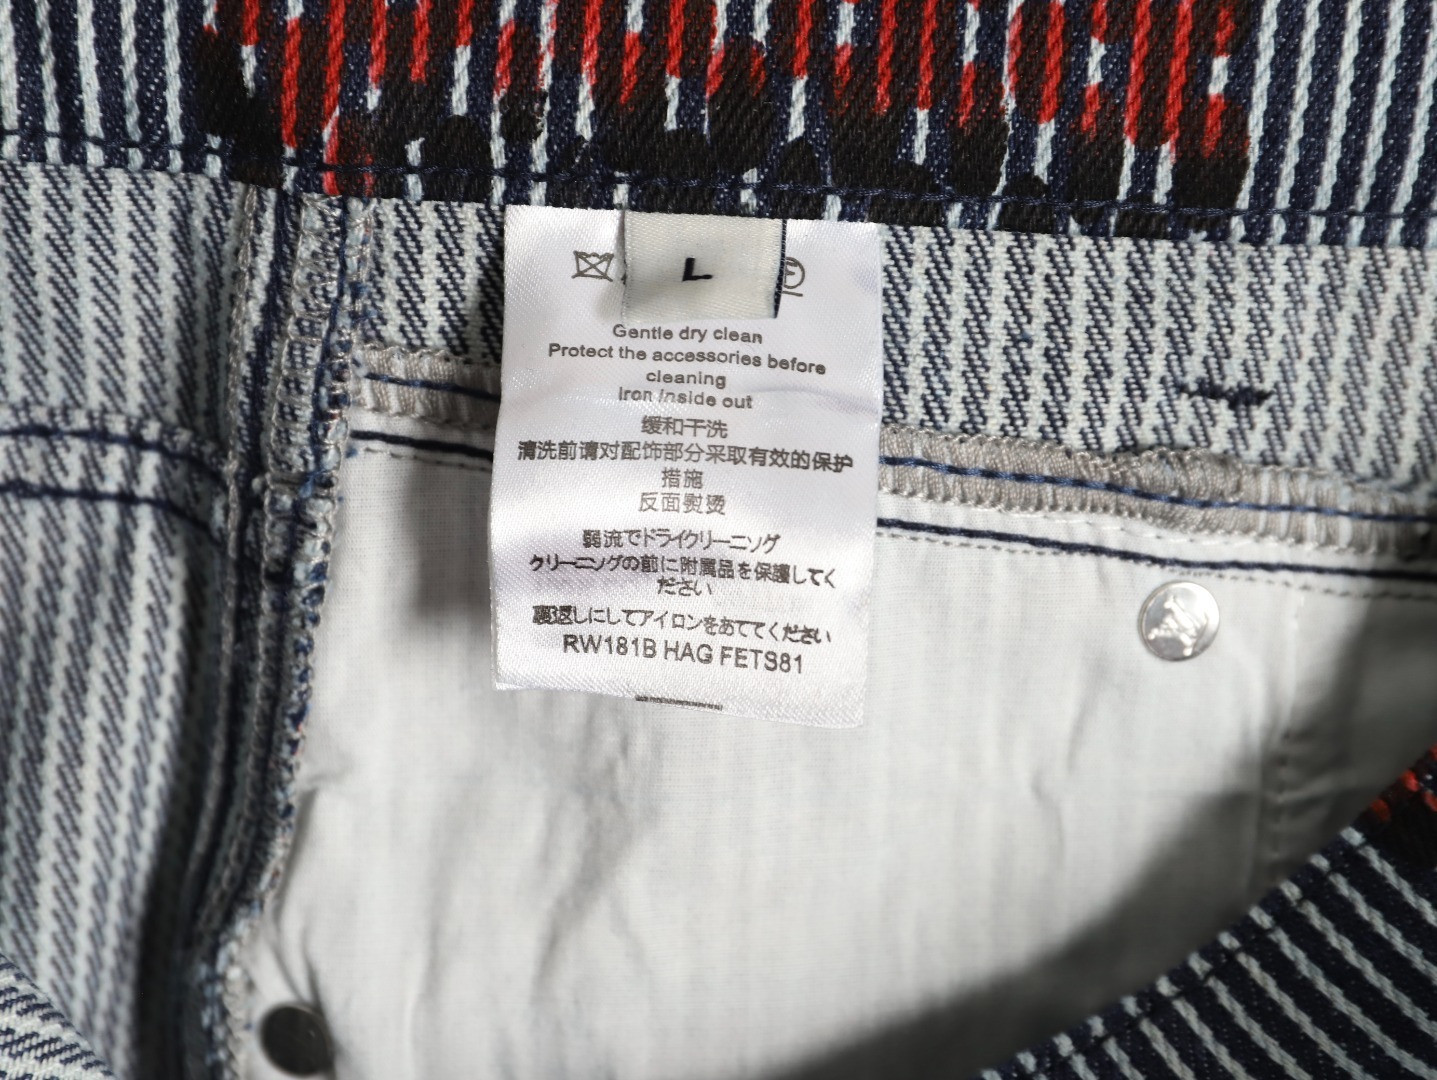 L
F
Gentle dry clean
Protect the accessories before
cleaning
Iron inside out
缓和干洗
清洗前请对配饰部分采取有效的保护
措施
反面熨烫
弱流でドライクリーニング
クリーニングの前に附属品を保護してく
ださい
裏返しにしてアイロンをあててください
RW181B HAG FETS81